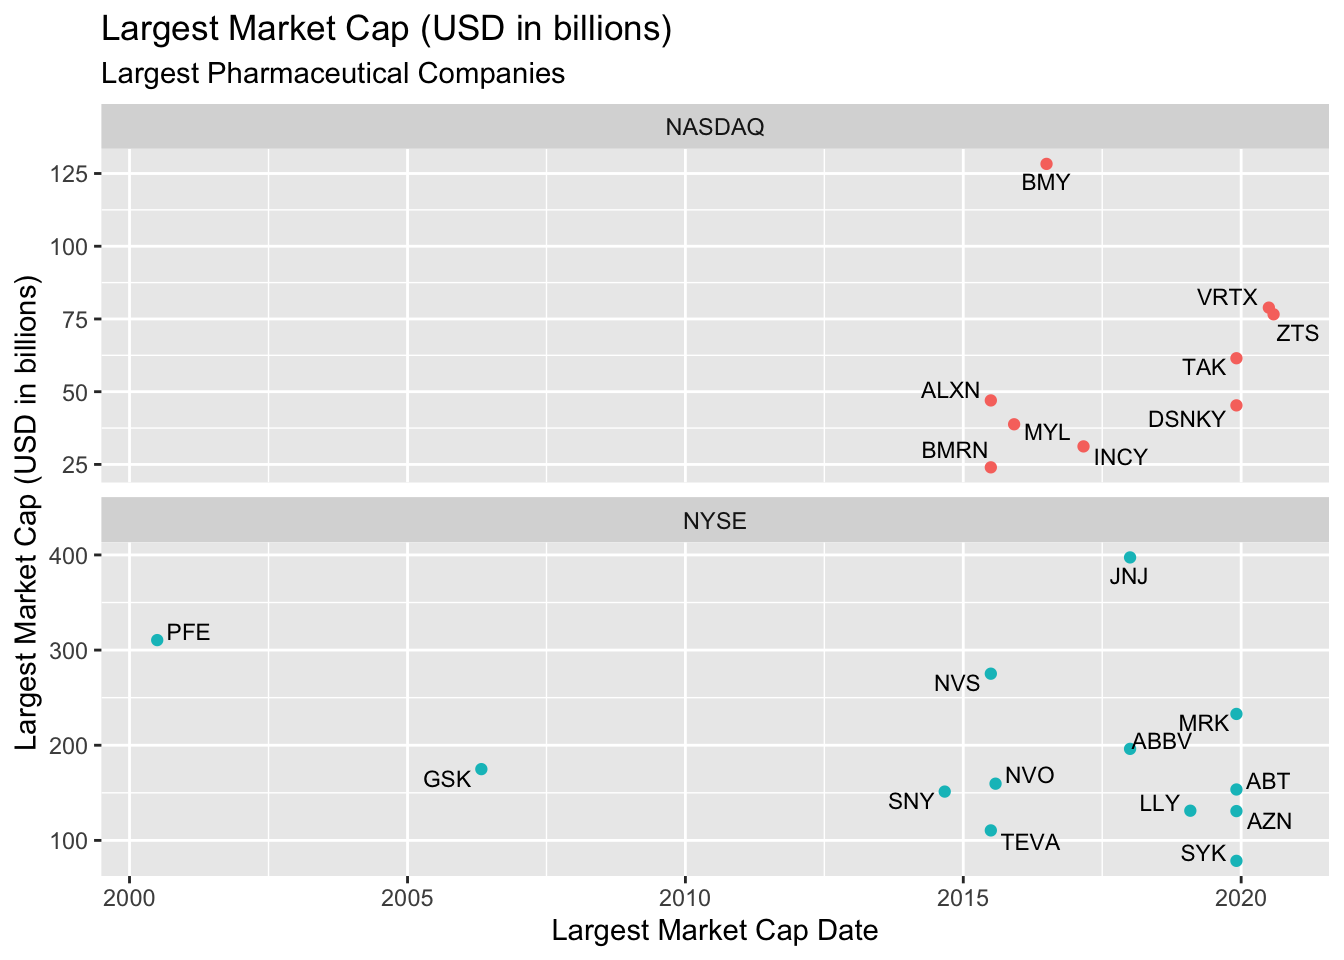 Largest Market Cap (USD in billions)
Largest Pharmaceutical Companies
NASDAQ
125
BMY
100
VRTX
75
ZTS
TAK
ALXN
50
DSNKY
MYL
BMRN
INCY
25
Largest Market Cap (USD in billions)
NYSE
400
JNJ
PFE
300
NVS
MRK
ABBV
200
GSK
NVO
ABT
SNY
LLY
AZN
100
TEVA
SYK
2000 2005 2010 2015 2020
Largest Market Cap Date